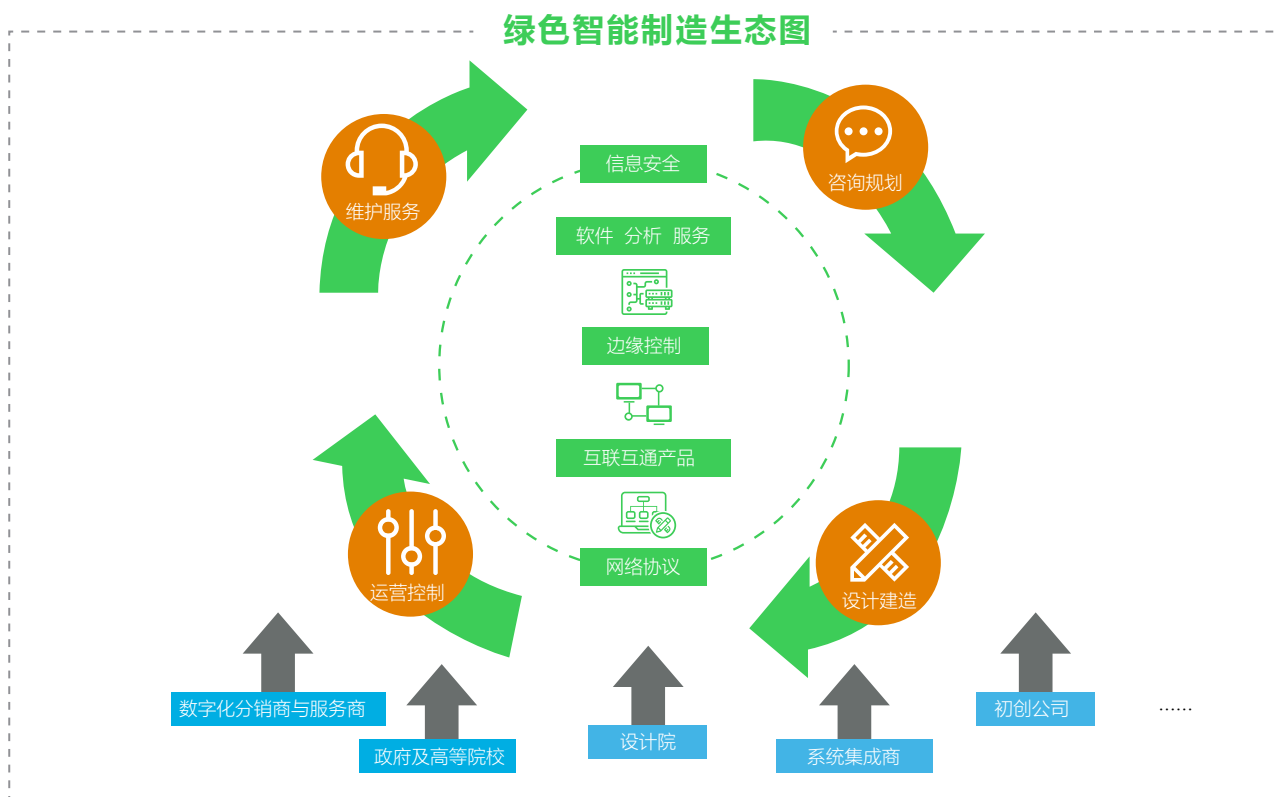 绿色智能制造生态图
维护服务
咨询规划
信息安全
软件 分析 服务
边缘控制
互联互通产品
网络协议
运营控制
设计建造
数字化分销商与服务商
政府及高等院校
设计院
系统集成商
初创公司
......